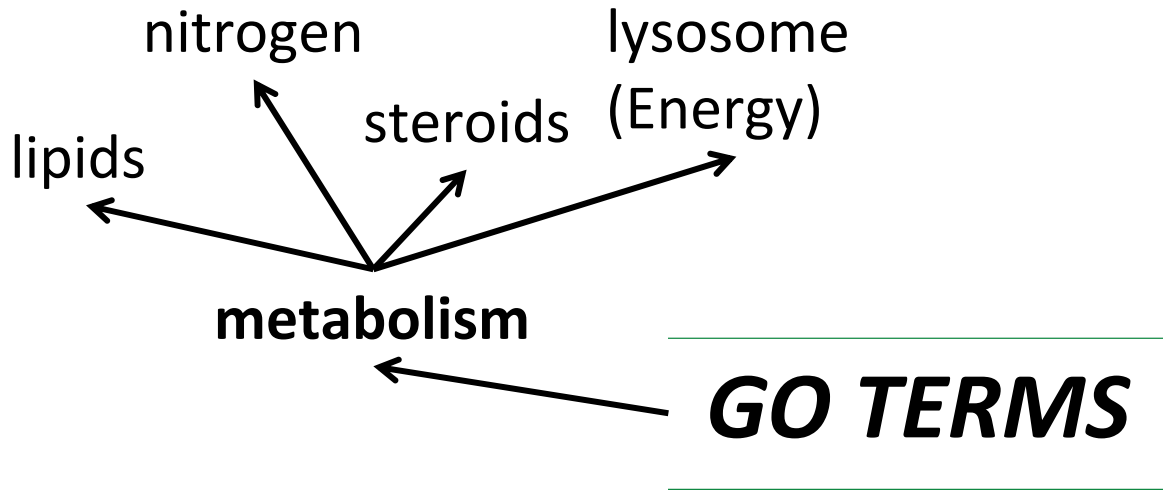 nitrogen
lysosome
(Energy)
steroids
lipids
metabolism
GO TERMS